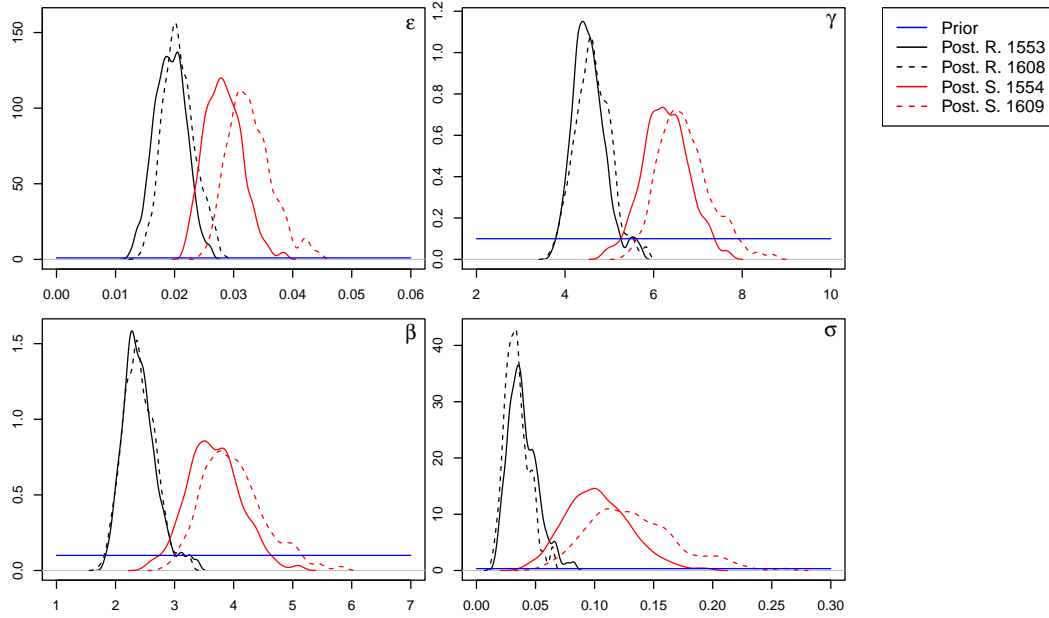 ε
0 50 100 150
0.00 0.01 0.02 0.03 0.04 0.05 0.06
γ
0.0 0.2 0.4 0.6 0.8 1.0 1.2
2 4 6 8 10
Prior
Post. R. 1553
Post. R. 1608
Post. S. 1554
Post. S. 1609
β
0.0 0.5 1.0 1.5
1 2 3 4 5 6 7
σ
0 10 20 30 40
0.00 0.05 0.10 0.15 0.20 0.25 0.30